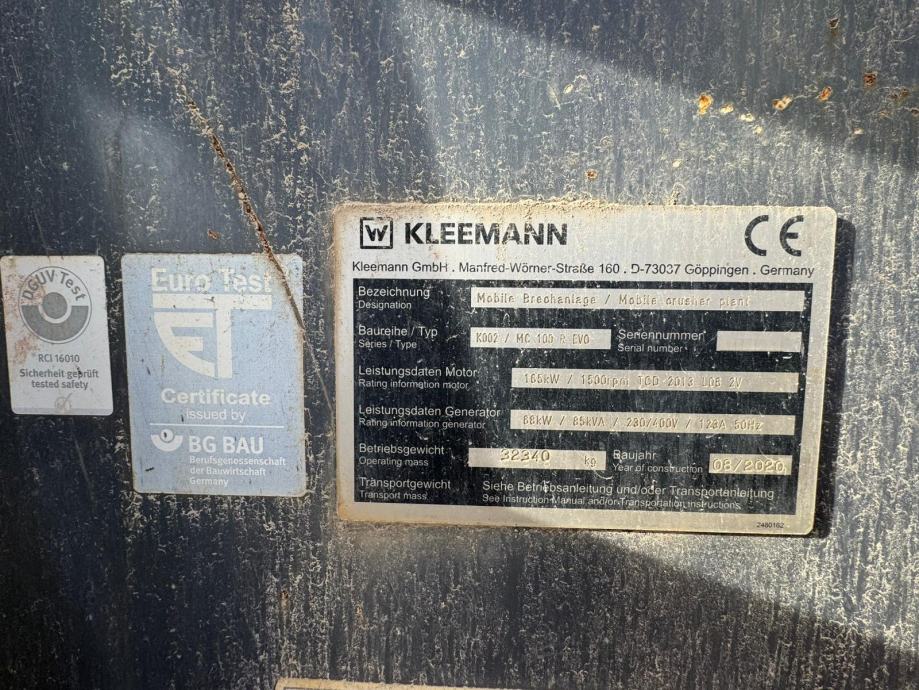 KLEEMANN
CE
Kleemann GmbH . Manfred-Wörner-Straße 160 . D-73037 Göppingen . Germany
Bezeichnung
Designation
Mobile Brechanlage / Mobile crusher plant
Baureihe / Typ
Series / Type
K002 / MC 100 R EVO
Seriennummer
Serial number
Leistungsdaten Motor
Rating information motor
165kW / 1500rpm TCD 2013 L06 2V
Leistungsdaten Generator
Rating information generator
68kW / 85kVA / 230/400V / 123A 50Hz
Betriebsgewicht
Operating mass
32340 kg
Baujahr
Year of construction
08/2020
Transportgewicht
Transport mass
Siehe Betriebsanleitung und/oder Transportenleitung
See Instruction Manual and/or Transportation instructions
2480162
DGUV Test
RCI 16010
Sicherheit geprüft
tested safety
Euro Test
ET
Certificate
issued by
BG BAU
Berufsgenossenschaft
der Bauwirtschaft
Germany